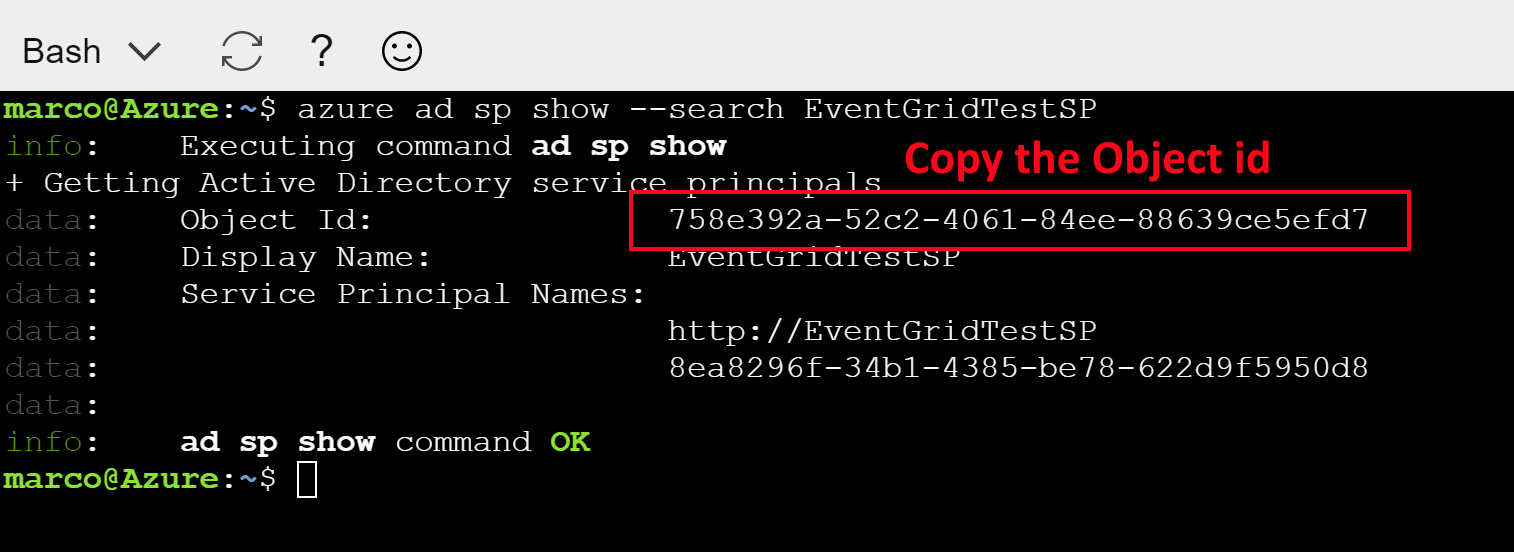 Bash ?
marco@Azure:~$ azure ad sp show --search EventGridTestSP
info: Executing command ad sp show
Copy the Object id
+ Getting Active Directory service principals
data: Object Id: 758e392a-52c2-4061-84ee-88639ce5efd7
data: Display Name: EventGridTestSP
data: Service Principal Names:
data: http://EventGridTestSP
data: 8ea8296f-34b1-4385-be78-622d9f5950d8
data:
info: ad sp show command OK
marco@Azure:~$